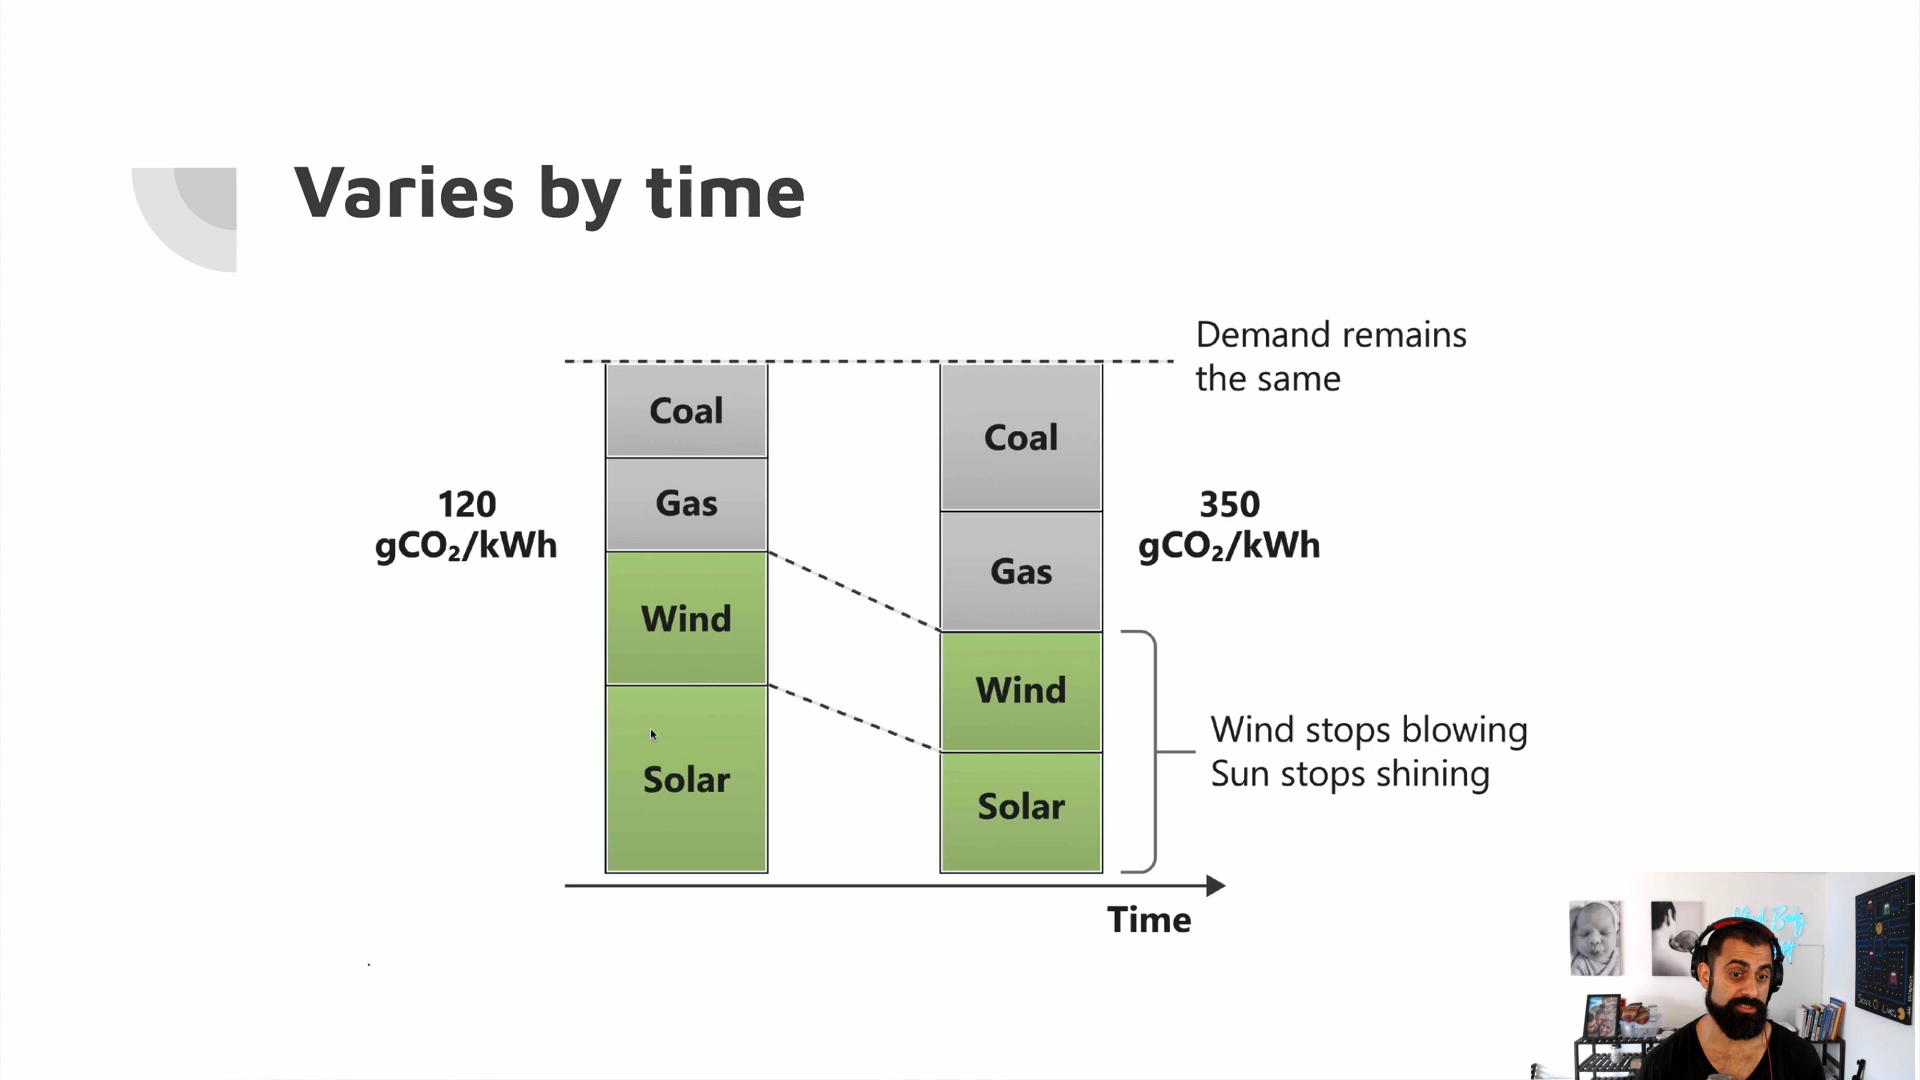 Varies by time
Demand remains
the same
Coal
Gas
Wind
Solar
120
gCO₂/kWh
Coal
Gas
Wind
Solar
350
gCO₂/kWh
Wind stops blowing
Sun stops shining
Time